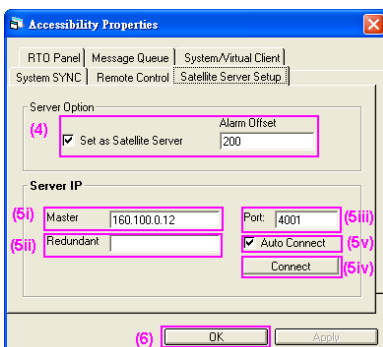 Accessibility Properties
RTO Panel Message Queue System/Virtual Client
System SYNC Remote Control Satellite Server Setup
Server Option
(4)
Alarm Offset
Set as Satellite Server 200
Server IP
(5i) Master 160.100.0.12 Port: 4001 (5iii)
(5ii) Redundant Auto Connect (5v)
Connect (5iv)
(6) OK Apply